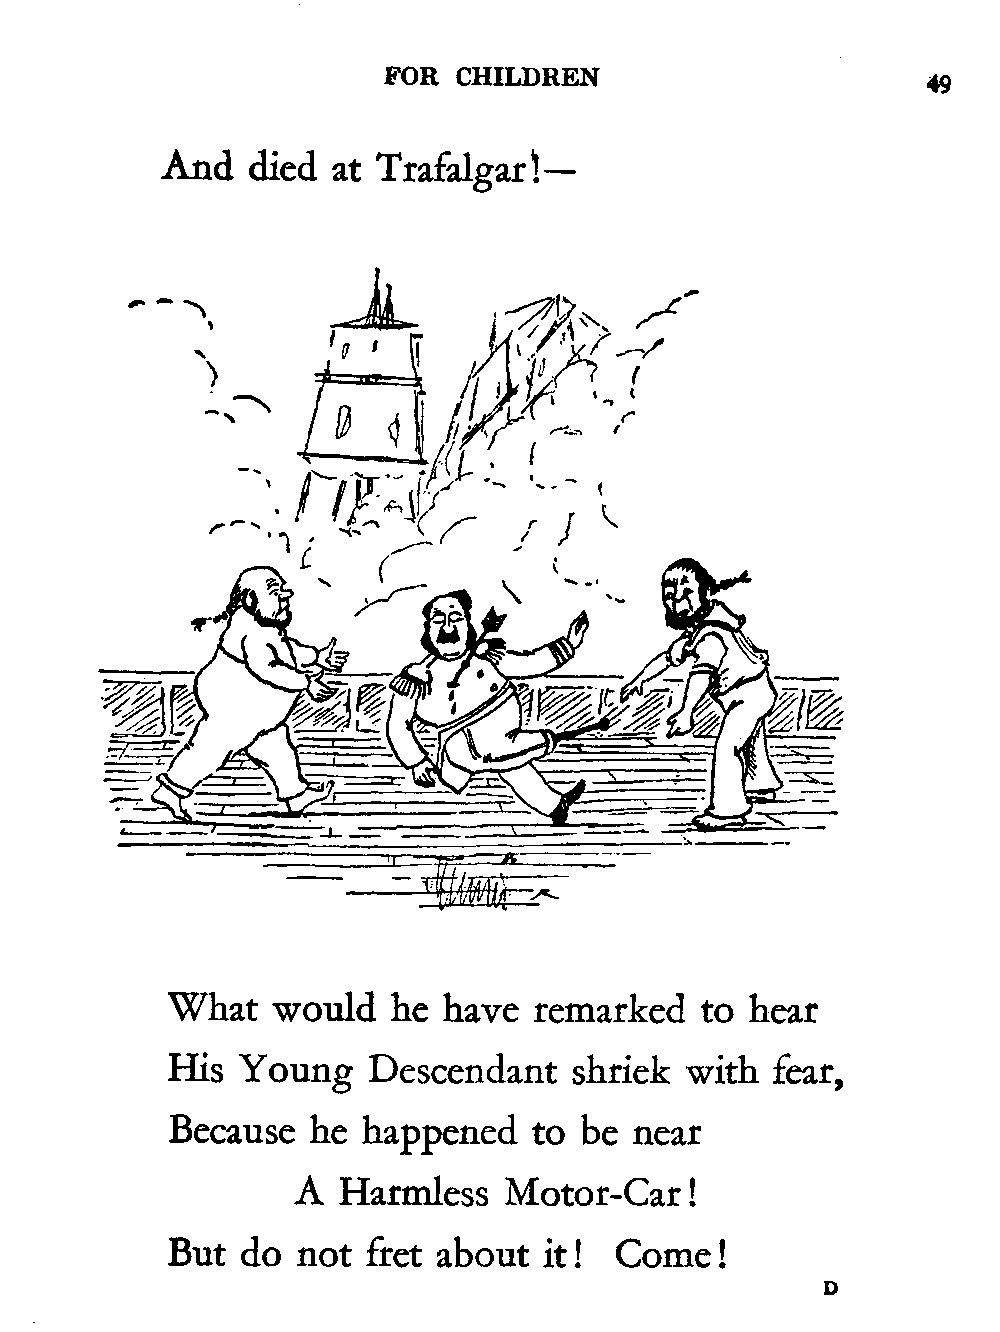 FOR CHILDREN
49
And died at Trafalgar!—
What would he have remarked to hear
His Young Descendant shriek with fear,
Because he happened to be near
A Harmless Motor-Car!
But do not fret about it! Come!
D